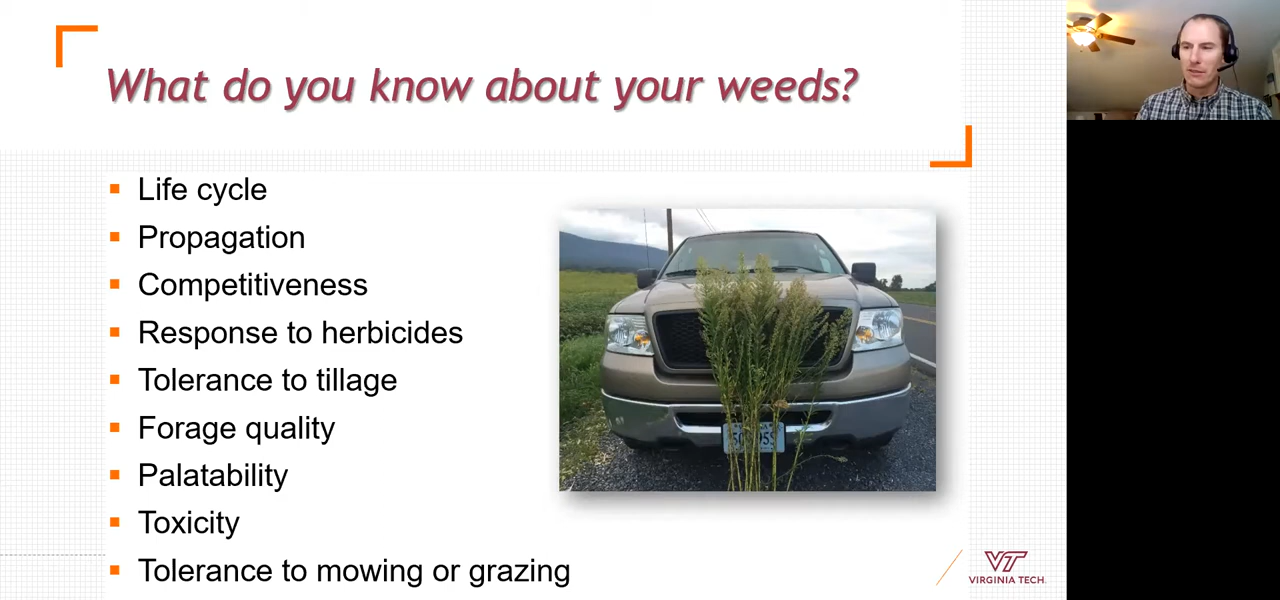 What do you know about your weeds?
Life cycle
Propagation
Competitiveness
Response to herbicides
Tolerance to tillage
Forage quality
Palatability
Toxicity
Tolerance to mowing or grazing
VT
VIRGINIA TECH.